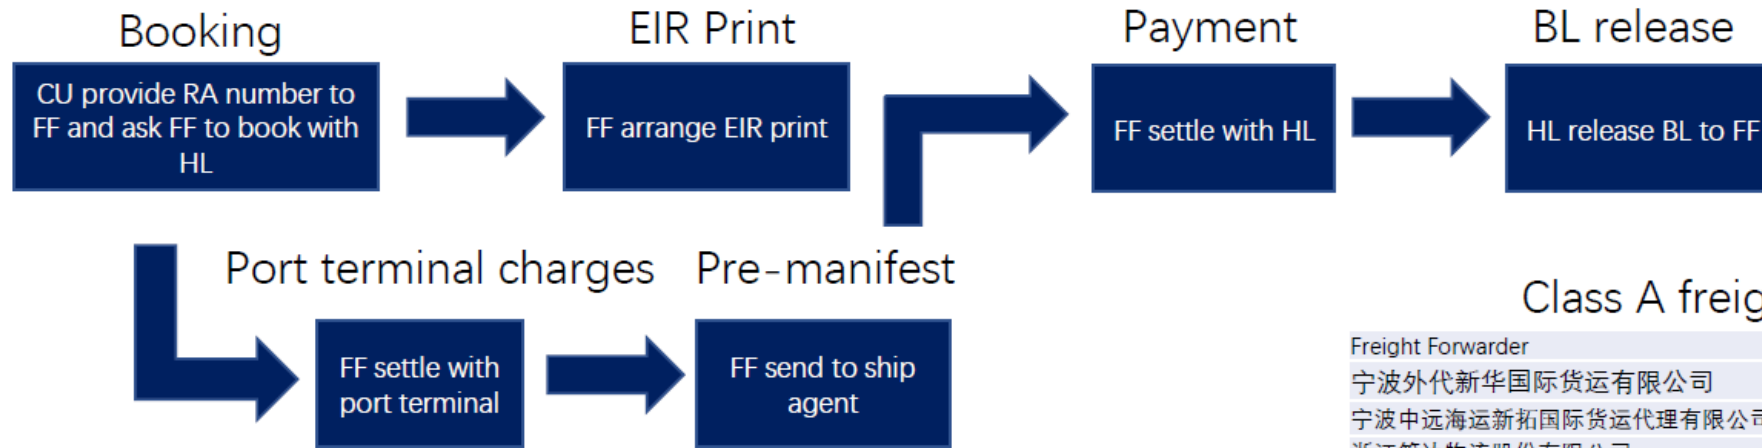 Booking
EIR Print
Payment
BL release
CU provide RA number to
FF and ask FF to book with
HL
FF arrange EIR print
FF settle with HL
HL release BL to FF
Port terminal charges
Pre-manifest
FF settle with
port terminal
FF send to ship
agent
Class A
Freight Forwarder
宁波外代新华国际货运有限公司
宁波中远海运新拓国际货运代理有限公司